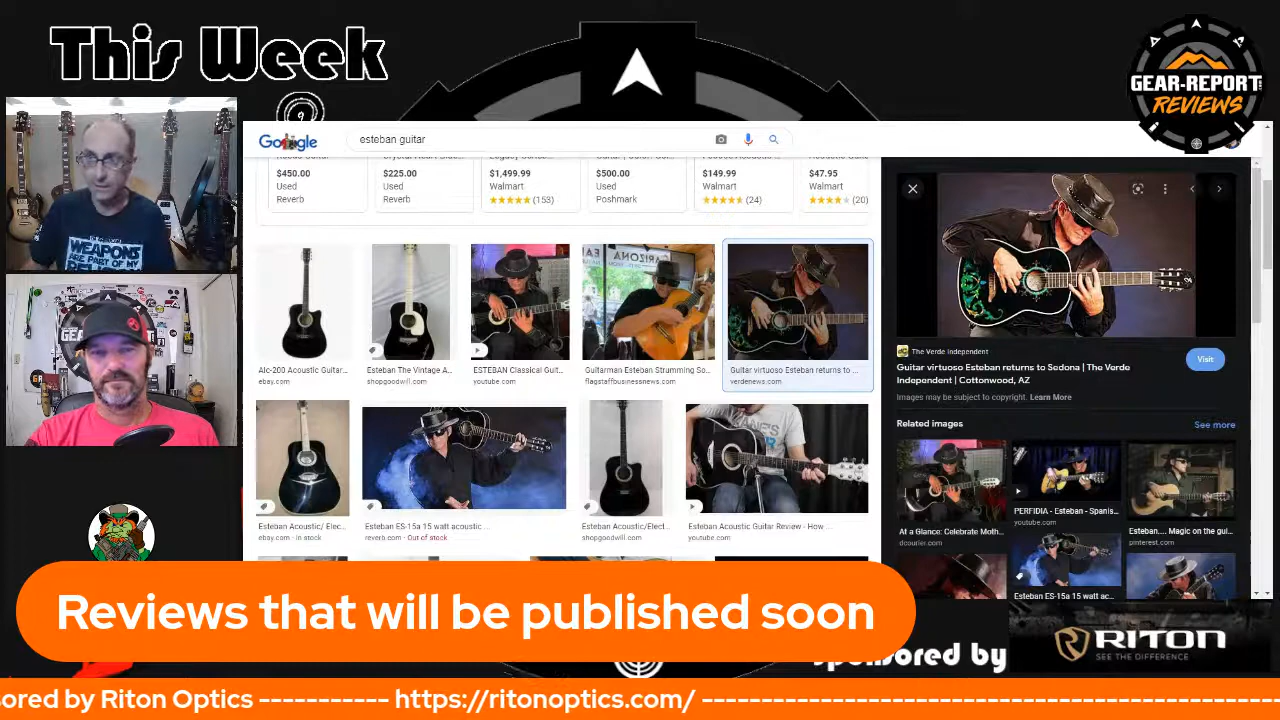 This Week
@
GEAR-REPORT
REVIEWS
WEAPONS
ARE PART OF MY
Google
esteban guitar
$450.00
Used
Reverb
$225.00
Used
Reverb
$1,499.99
Walmart
(153)
$500.00
Used
Poshmark
$149.99
Walmart
(24)
$47.95
Walmart
(20)
Alc-200 Acoustic Guitar...
ebay.com
Esteban The Vintage A...
shopgoodwill.com
ESTEBAN Classical Guit...
youtube.com
Guitarman Esteban Strumming So...
flagstaffbusinessnews.com
Guitar virtuoso Esteban returns to ...
verdenews.com
Esteban Acoustic/ Elec...
ebay.com - In stock
Esteban ES-15a 15 watt acoustic ...
reverb.com - Out of stock
Esteban Acoustic/Elect...
shopgoodwill.com
Esteban Acoustic Guitar Review - How ...
youtube.com
The Verde Independent
Visit
Guitar virtuoso Esteban returns to Sedona | The Verde
Independent | Cottonwood, AZ
Images may be subject to copyright. Learn More
Related images
See more
At a Glance: Celebrate Moth...
dcourier.com
PERFIDIA - Esteban - Spanis...
youtube.com
Esteban.... Magic on the gui...
pinterest.com
Esteban ES-15a 15 watt ac...
Reviews that will be published soon
sponsored by
RITON
SEE THE DIFFERENCE
sored by Riton Optics ----------- https://ritonoptics.com/ -----------------------------------